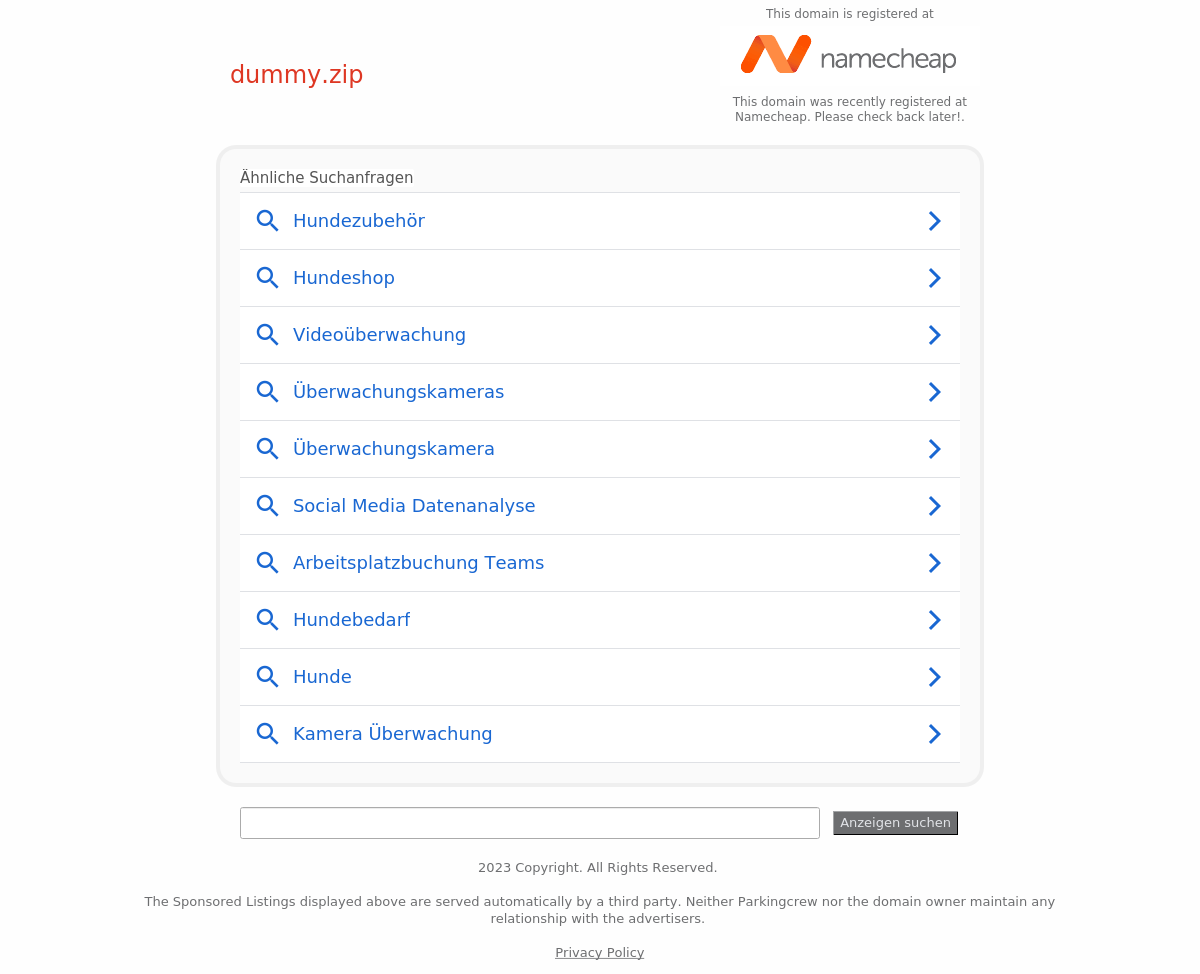 This domain is registered at
namecheap
dummy.zip
This domain was recently registered at
Namecheap. Please check back later!.
Ähnliche Suchanfragen
Hundezubehör
Hundeshop
Videoüberwachung
Überwachungskameras
Überwachungskamera
Social Media Datenanalyse
Arbeitsplatzbuchung Teams
Hundebedarf
Hunde
Kamera Überwachung
Anzeigen suchen
2023 Copyright. All Rights Reserved.
The Sponsored Listings displayed above are served automatically by a third party. Neither Parkingcrew nor the domain owner maintain any
relationship with the advertisers.
Privacy Policy